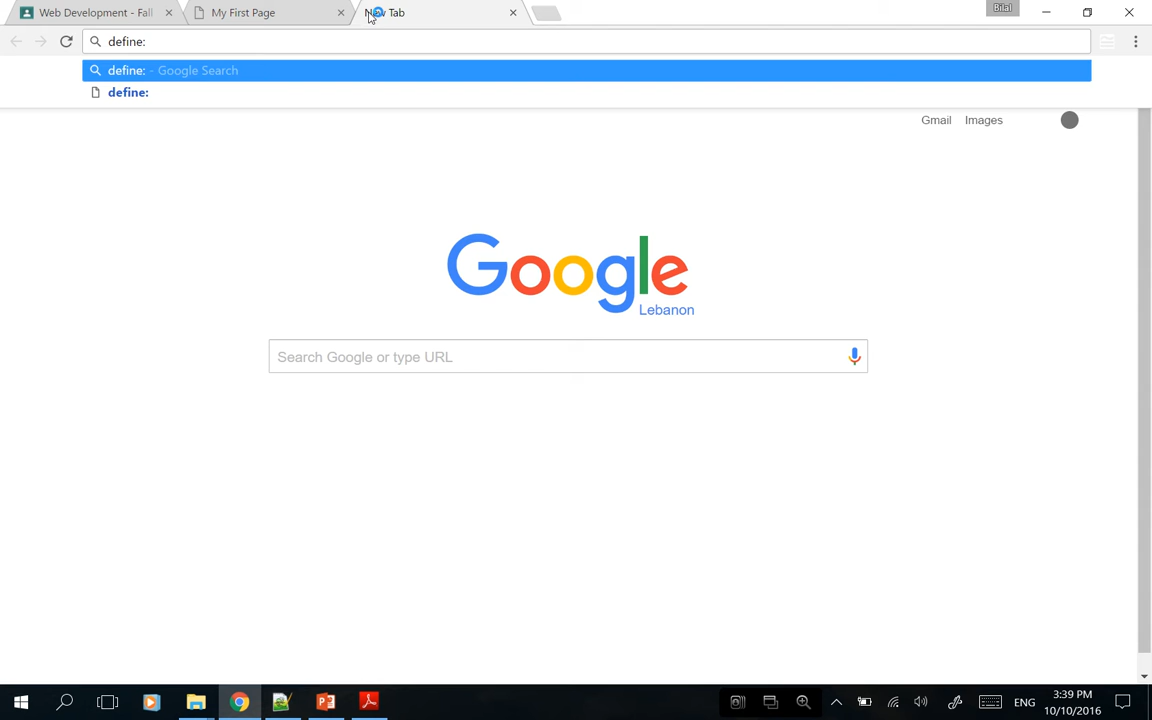 Web Development - Fall
My First Page
New Tab
Bilal
define:
define: - Google Search
define:
Gmail Images
Google
Lebanon
Search Google or type URL
ENG
3:39 PM
10/10/2016